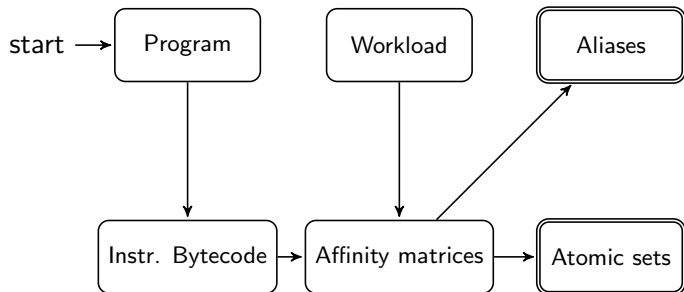 start
Program
Workload
Aliases
Instr. Bytecode
Affinity matrices
Atomic sets